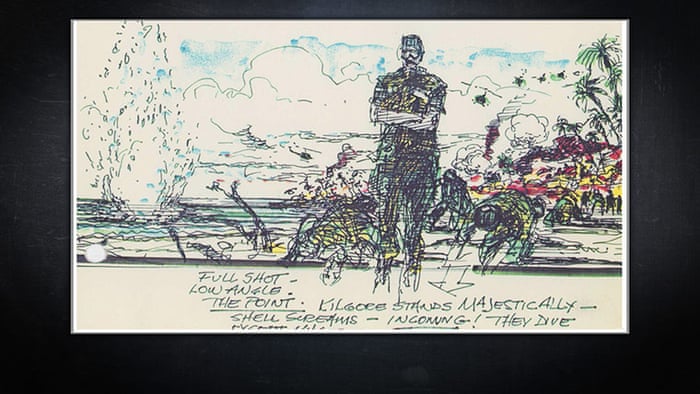 FULL SHOT -
LOW ANGLE -
THE POINT : KILGORE STANDS MAJESTICALLY -
SHELL SCREAMS - INCOMING! THEY DIVE